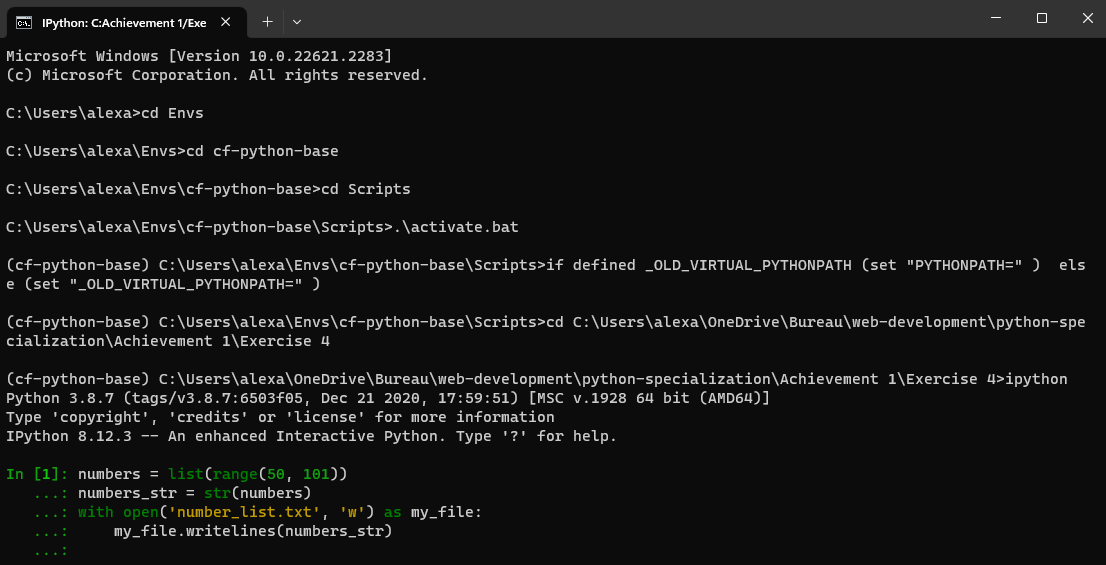 IPython: C:Achievement 1/Exe
Microsoft Windows [Version 10.0.22621.2283]
(c) Microsoft Corporation. All rights reserved.
C:\Users\alexa>cd Envs
C:\Users\alexa\Envs>cd cf-python-base
C:\Users\alexa\Envs\cf-python-base>cd Scripts
C:\Users\alexa\Envs\cf-python-base\Scripts>.\activate.bat
(cf-python-base) C:\Users\alexa\Envs\cf-python-base\Scripts>if defined _OLD_VIRTUAL_PYTHONPATH (set "PYTHONPATH=" )  els
e (set "_OLD_VIRTUAL_PYTHONPATH=" )
(cf-python-base) C:\Users\alexa\Envs\cf-python-base\Scripts>cd C:\Users\alexa\OneDrive\Bureau\web-development\python-spe
cialization\Achievement 1\Exercise 4
(cf-python-base) C:\Users\alexa\OneDrive\Bureau\web-development\python-specialization\Achievement 1\Exercise 4>ipython
Python 3.8.7 (tags/v3.8.7:6503f05, Dec 21 2020, 17:59:51) [MSC v.1928 64 bit (AMD64)]
Type 'copyright', 'credits' or 'license' for more information
IPython 8.12.3 -- An enhanced Interactive Python. Type '?' for help.
In [1]: numbers = list(range(50, 101))
   ...: numbers_str = str(numbers)
   ...: with open('number_list.txt', 'w') as my_file:
   ...:     my_file.writelines(numbers_str)
   ...: